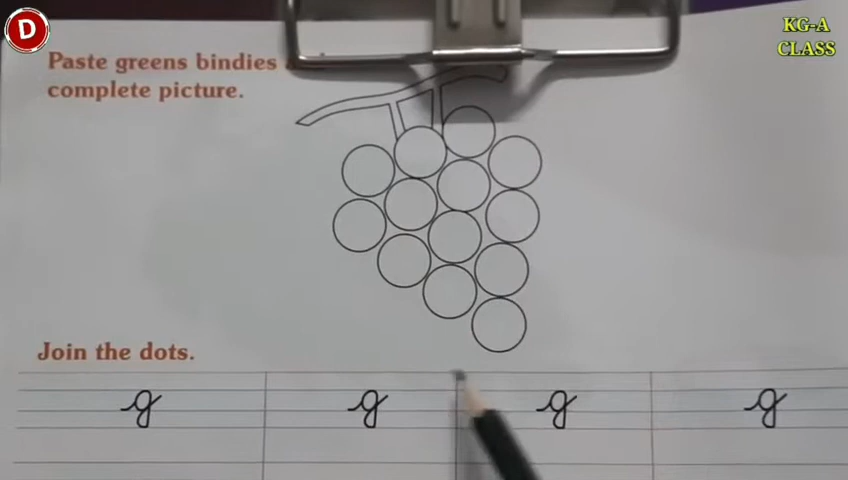 D
KG-A
CLASS
Paste greens bindies
complete picture.
Join the dots.
g g g g